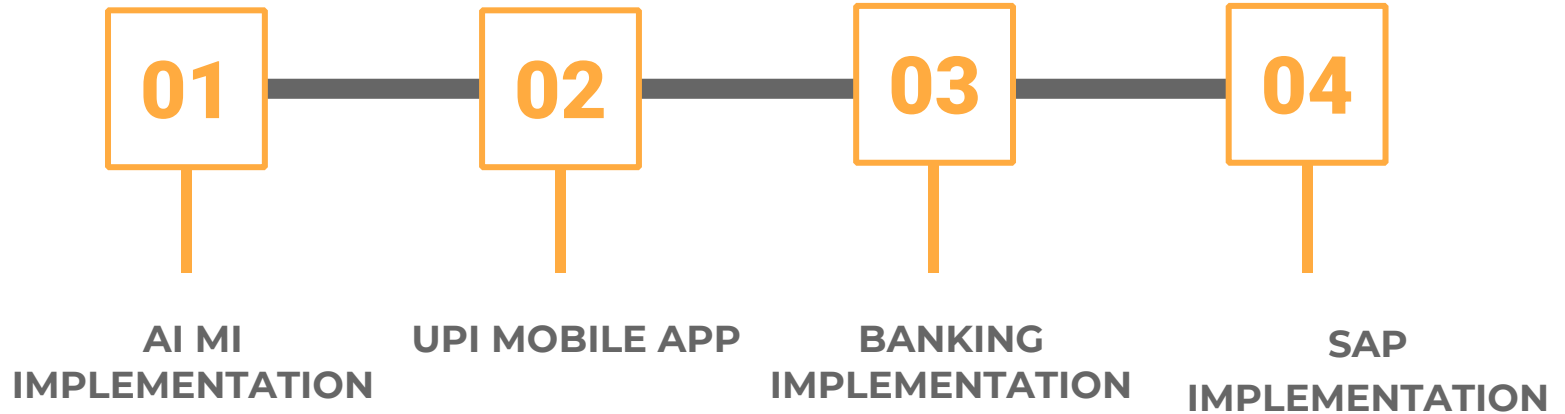 01
02
03
04
AI MI
IMPLEMENTATION
UPI MOBILE APP
BANKING
IMPLEMENTATION
SAP
IMPLEMENTATION